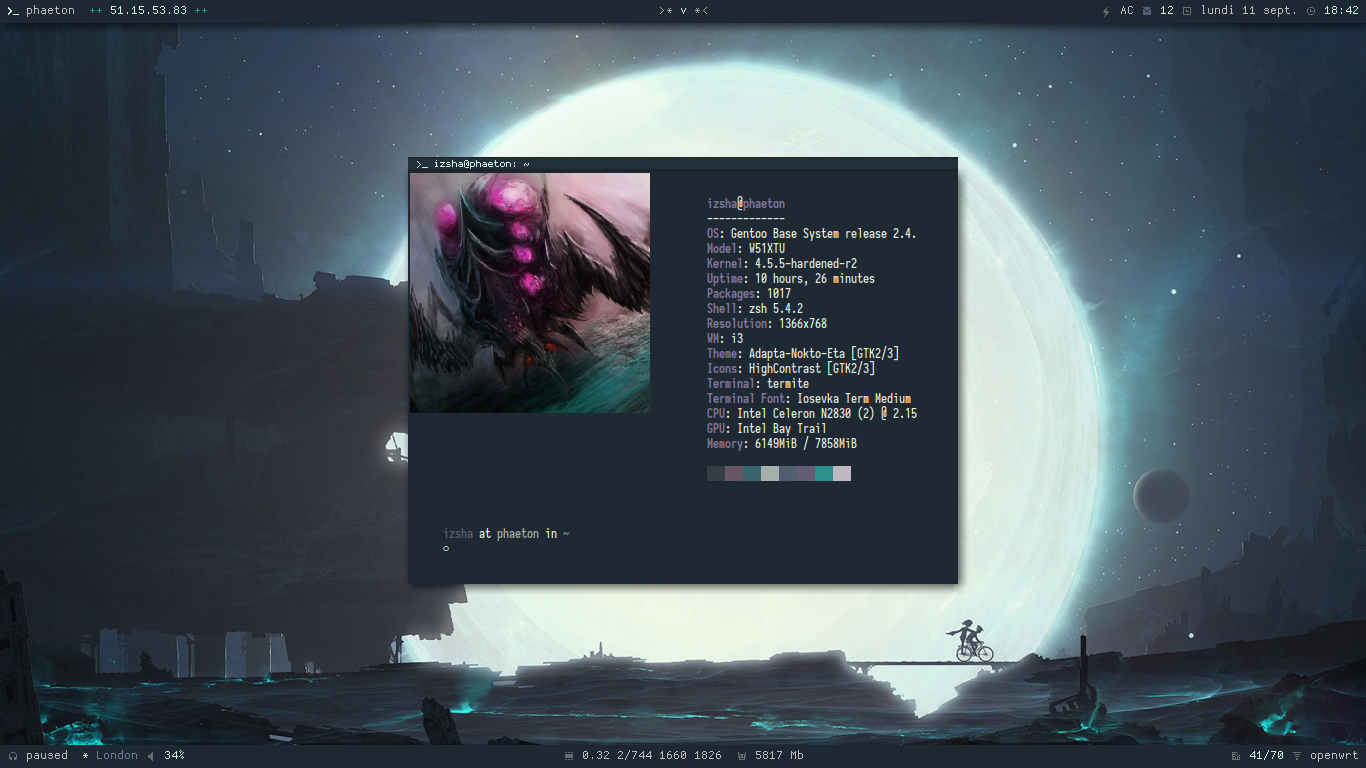 >_ phaeton ++ 51.15.53.83 ++ >* v *< AC 12 lundi 11 sept. 18:42
>_ izsha@phaeton: ~
izsha@phaeton
-------------
OS: Gentoo Base System release 2.4.
Model: W51XTU
Kernel: 4.5.5-hardened-r2
Uptime: 10 hours, 26 minutes
Packages: 1017
Shell: zsh 5.4.2
Resolution: 1366x768
WM: i3
Theme: Adapta-Nokto-Eta [GTK2/3]
Icons: HighContrast [GTK2/3]
Terminal: termite
Terminal Font: Iosevka Term Medium
CPU: Intel Celeron N2830 (2) @ 2.15
GPU: Intel Bay Trail
Memory: 6149MiB / 7858MiB
izsha at phaeton in ~
paused * London 34% 0.32 2/744 1660 1826 5817 Mb 41/70 openwrt